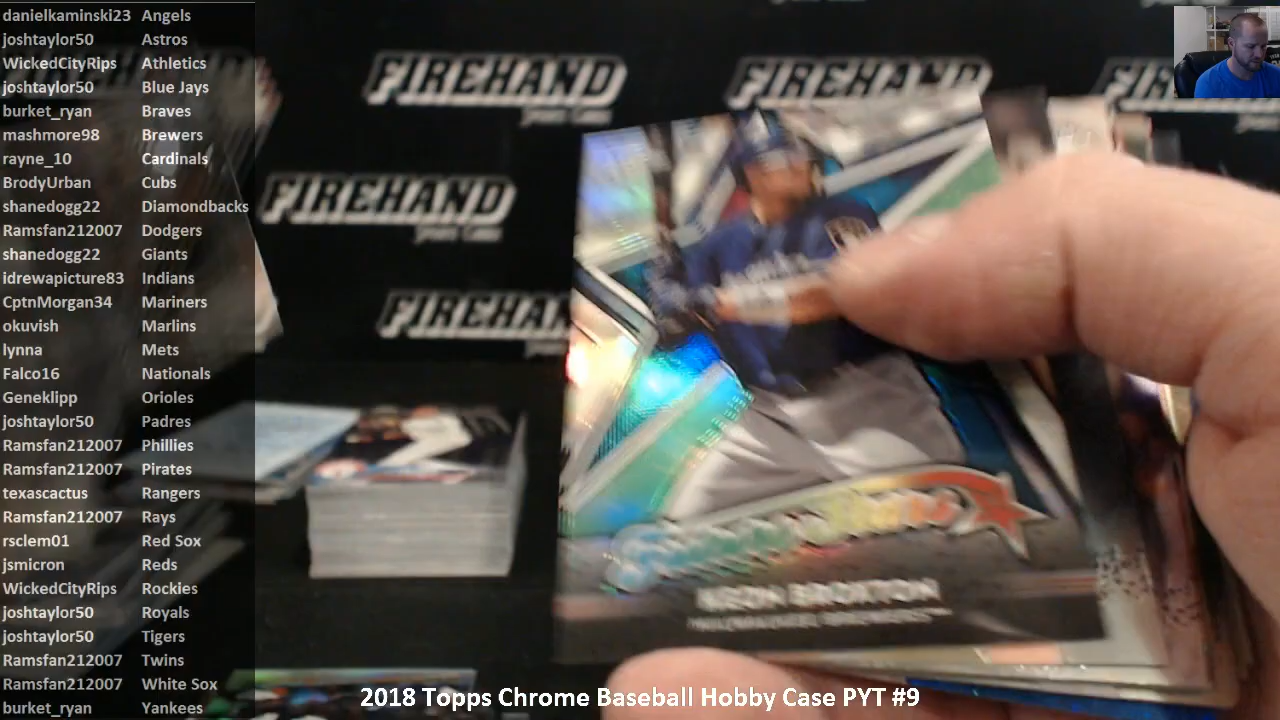 danielkaminski23 Angels
joshtaylor50 Astros
WickedCityRips Athletics
joshtaylor50 Blue Jays
burket_ryan Braves
mashmore98 Brewers
rayne_10 Cardinals
BrodyUrban Cubs
shanedogg22 Diamondbacks
Ramsfan212007 Dodgers
shanedogg22 Giants
idrewapicture83 Indians
CptnMorgan34 Mariners
okuvish Marlins
lynna Mets
Falco16 Nationals
Geneklipp Orioles
joshtaylor50 Padres
Ramsfan212007 Phillies
Ramsfan212007 Pirates
texascactus Rangers
Ramsfan212007 Rays
rsclem01 Red Sox
jsmicron Reds
WickedCityRips Rockies
joshtaylor50 Royals
joshtaylor50 Tigers
Ramsfan212007 Twins
Ramsfan212007 White Sox
burket_ryan Yankees
FIREHAND
FIREHAND
FIREHAND
FIREHAND
BROXTON
MILWAUKEE BREWERS
2018 Topps Chrome Baseball Hobby Case PYT #9